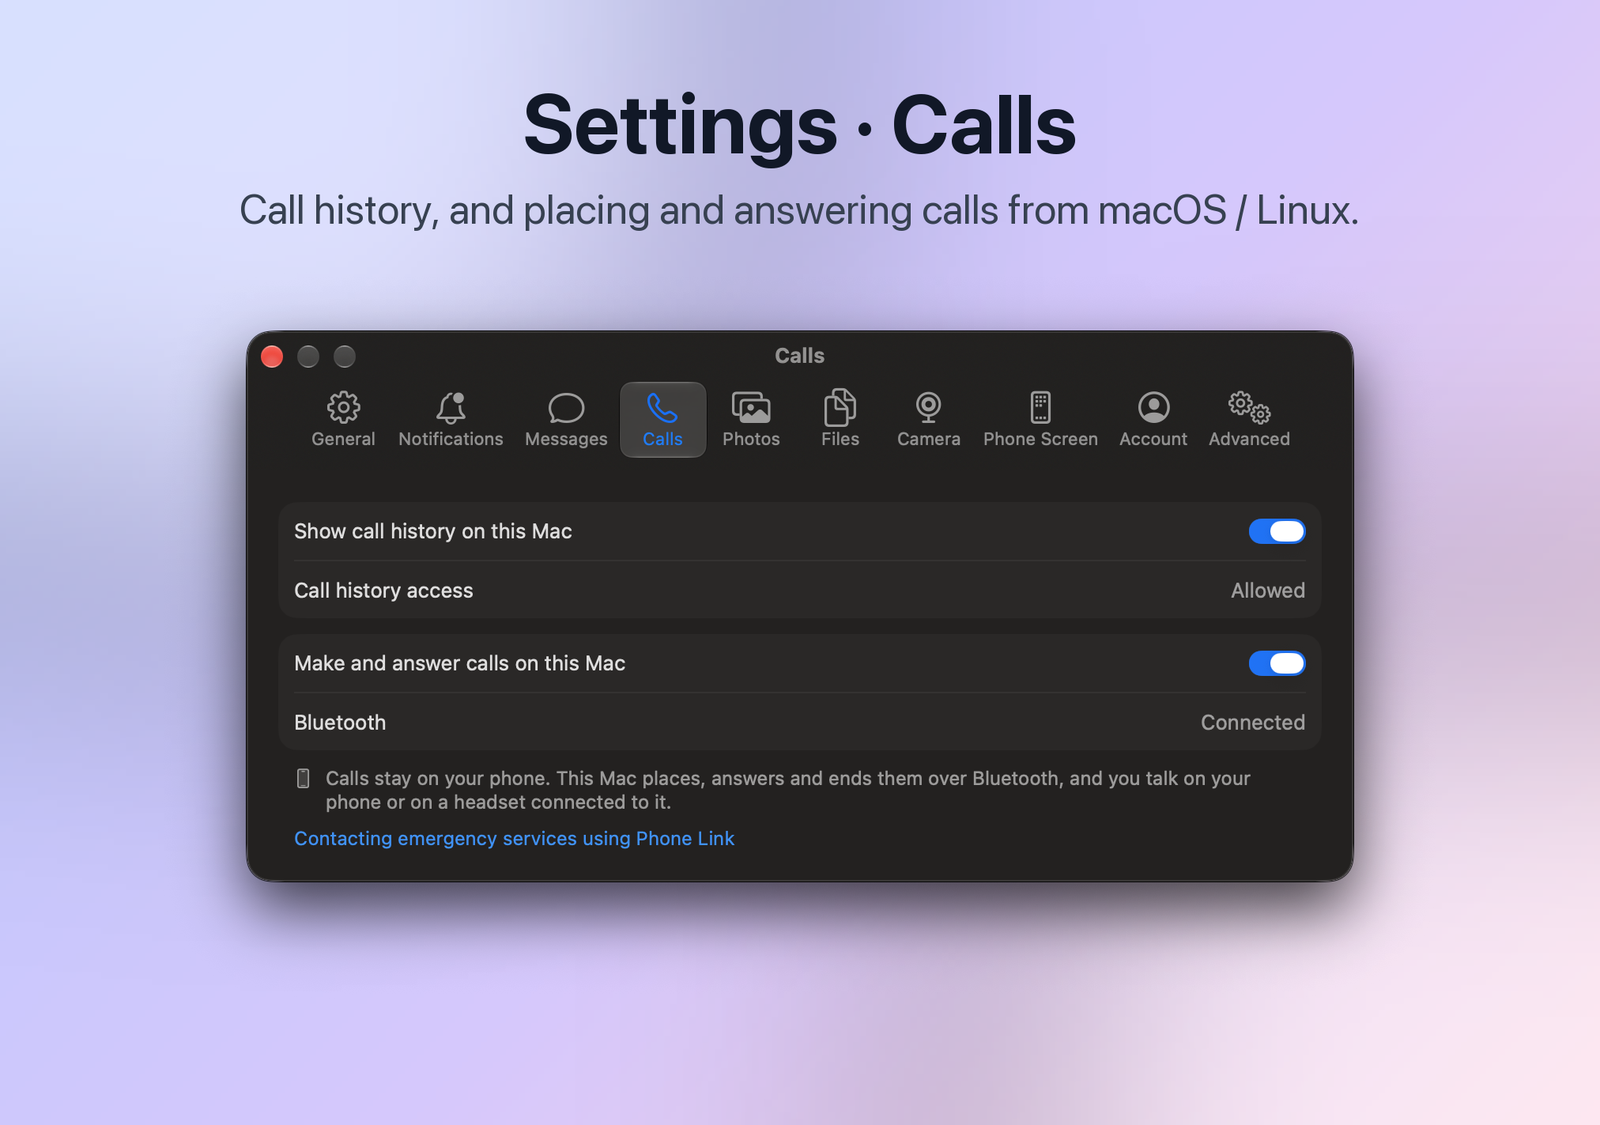 Settings · Calls
Call history, and placing and answering calls from macOS / Linux.
Calls
General
Notifications
Messages
Calls
Photos
Files
Camera
Phone Screen
Account
Advanced
Show call history on this Mac
Call history access
Allowed
Make and answer calls on this Mac
Bluetooth
Connected
Calls stay on your phone. This Mac places, answers and ends them over Bluetooth, and you talk on your
phone or on a headset connected to it.
Contacting emergency services using Phone Link